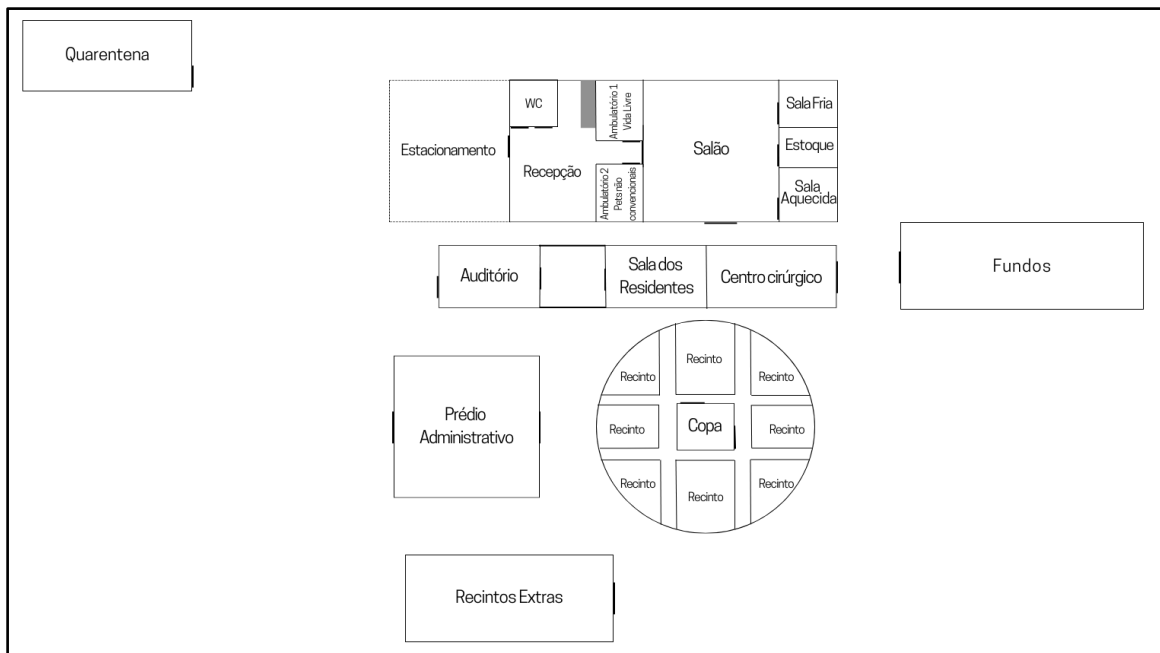 Quarentena
WC
Ambulatório 1
Vida Livre
Sala Fria
Estacionamento
Salão
Estoque
Recepção
Ambulatório 2
Pets não
convencionais
Sala
Aquecida
Auditório
Sala dos
Residentes
Centro cirúrgico
Fundos
Recinto
Recinto
Recinto
Prédio
Administrativo
Recinto
Copa
Recinto
Recinto
Recinto
Recinto
Recintos Extras